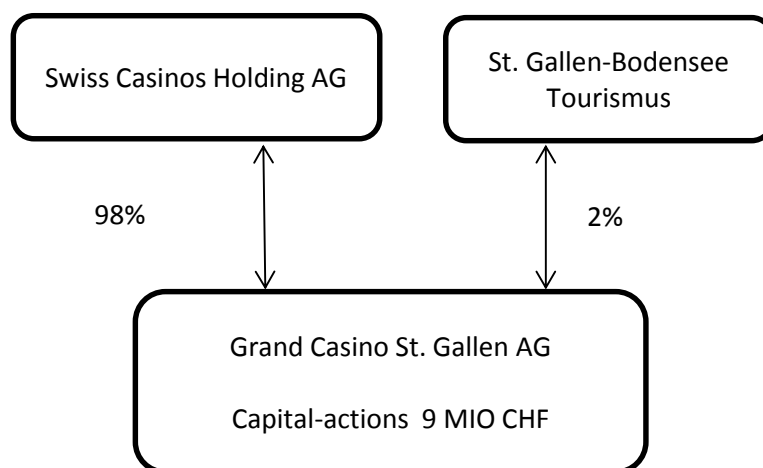 Swiss Casinos Holding AG
St. Gallen-Bodensee
Tourismus
98%
2%
Grand Casino St. Gallen AG
Capital-actions 9 MIO CHF